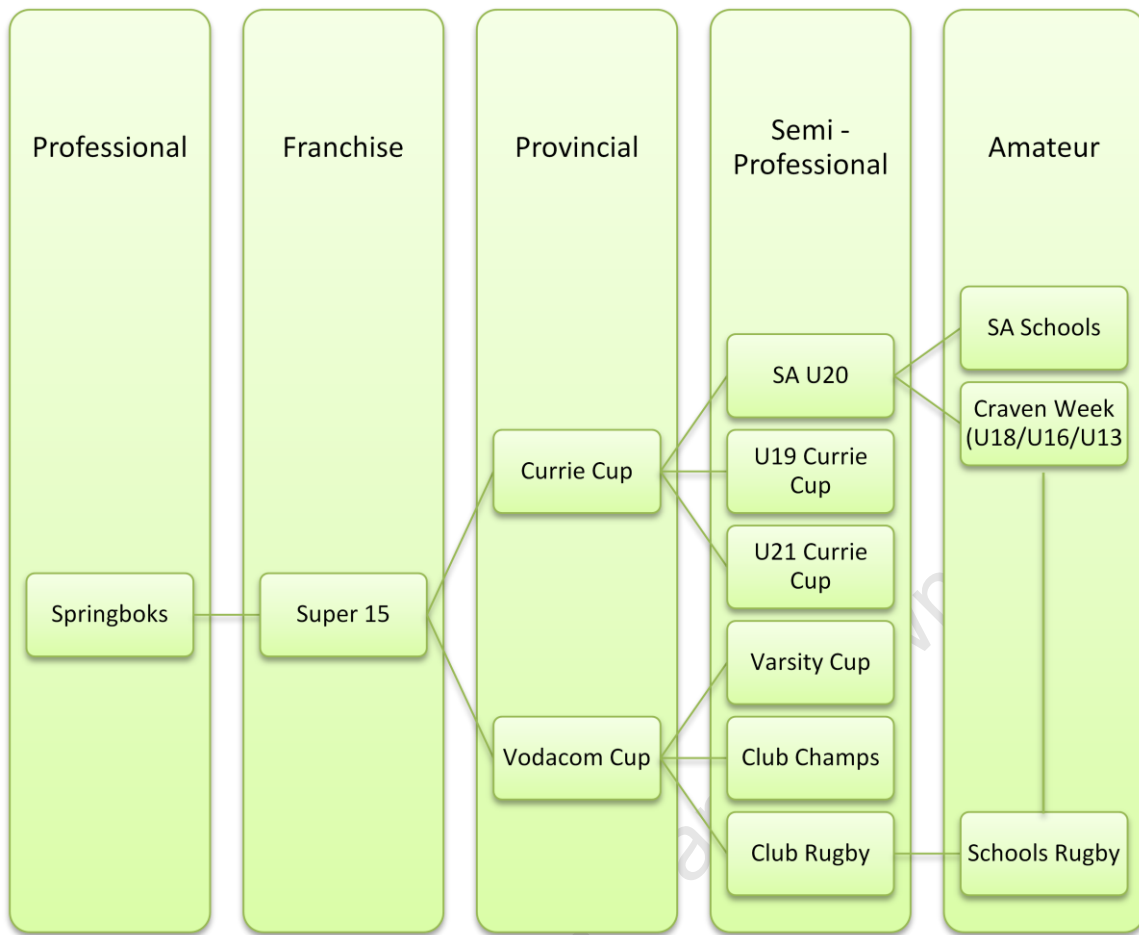 Professional
Franchise
Provincial
Semi -
Professional
Amateur
Springboks
Super 15
Currie Cup
Vodacom Cup
SA U20
U19 Currie
Cup
U21 Currie
Cup
Varsity Cup
Club Champs
Club Rugby
SA Schools
Craven Week
(U18/U16/U13
Schools Rugby